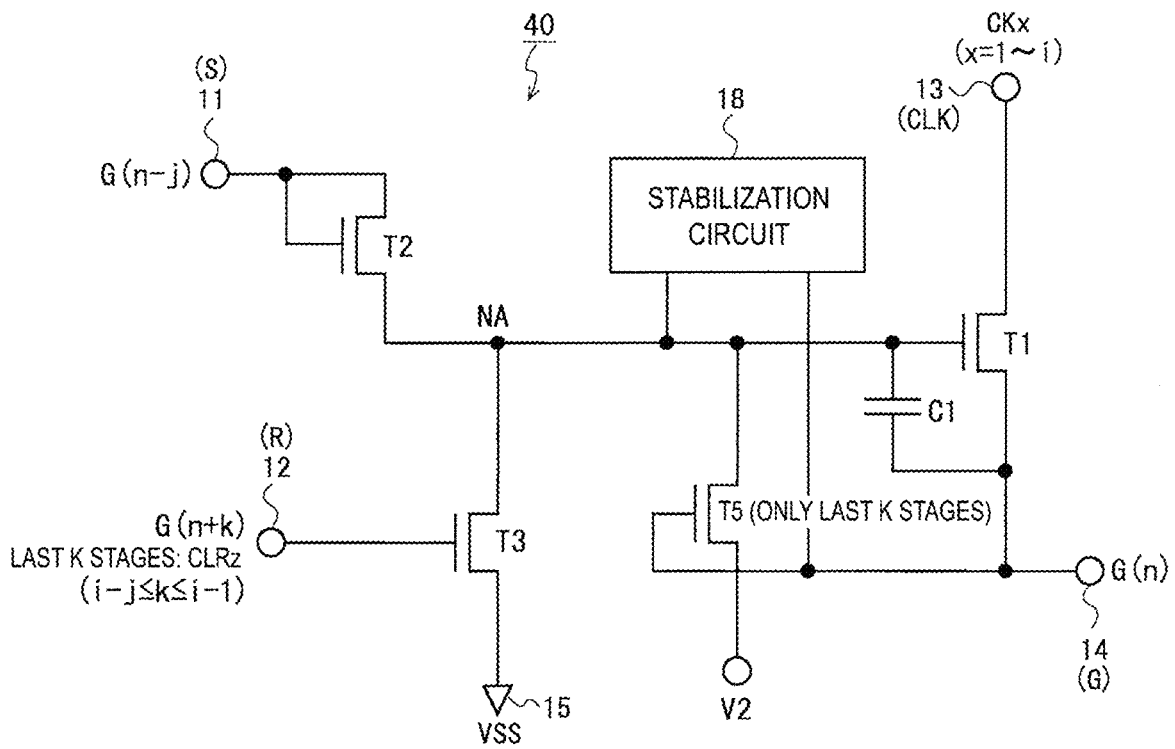 40
CKx
(x=1~i)
13
(CLK)
(S)
11
G(n-j)
18
STABILIZATION
CIRCUIT
T2
NA
T1
C1
(R)
12
G(n+k)
LAST K STAGES: CLRz
(i-j≤k≤i-1)
T3
T5 (ONLY LAST K STAGES)
G(n)
14
(G)
15
VSS
V2